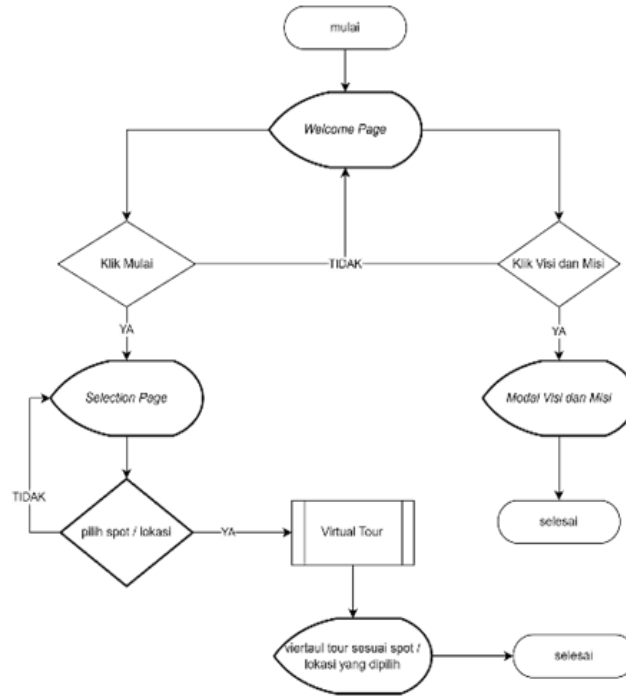 mulai
Welcome Page
Klik Mulai
TIDAK
Klik Visi dan Misi
YA
YA
Selection Page
Modal Visi dan Misi
TIDAK
pilih spot / lokasi
YA
Virtual Tour
selesai
viertaul tour sesuai spot /
lokasi yang dipilih
selesai